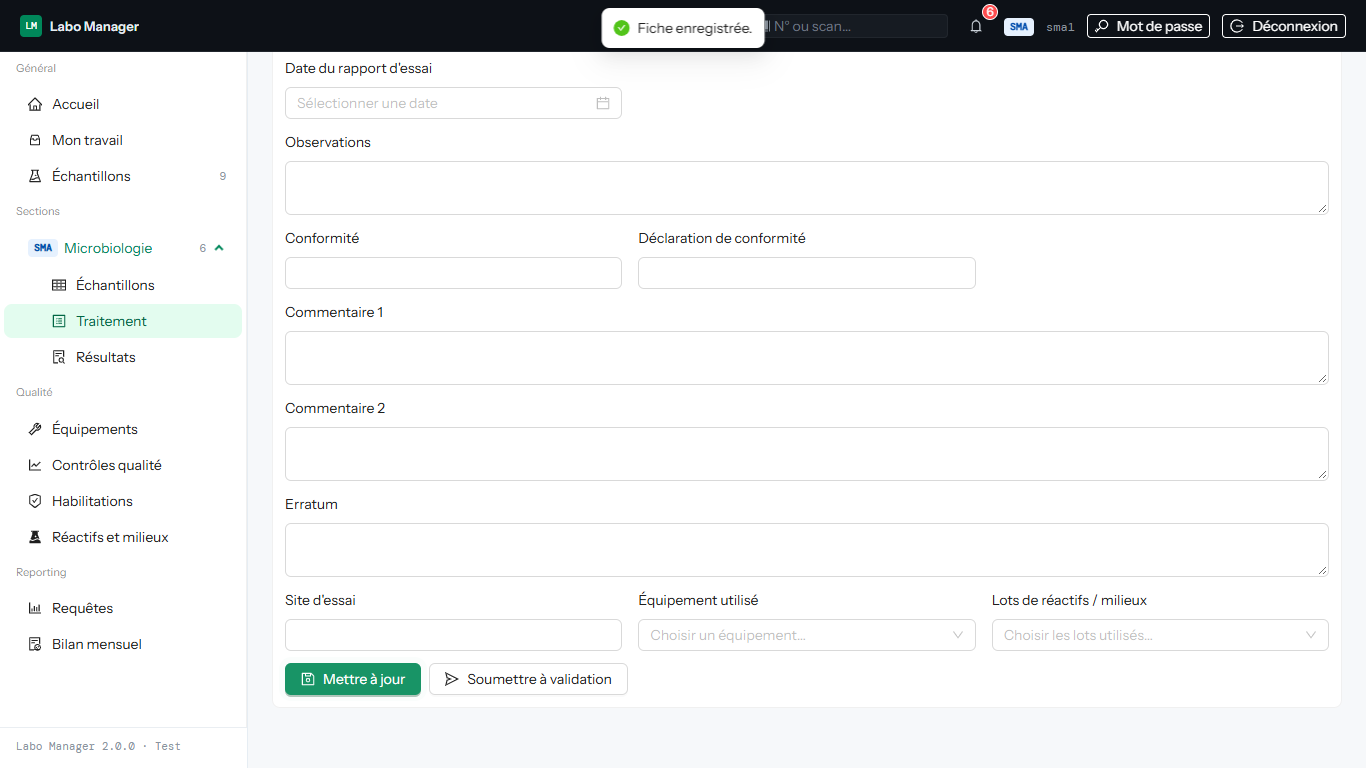 LM Labo Manager
Fiche enregistrée.
N° ou scan...
6
SMA
sma1
Mot de passe
Déconnexion
Général
Accueil
Mon travail
Échantillons 9
Sections
SMA Microbiologie 6
Échantillons
Traitement
Résultats
Qualité
Équipements
Contrôles qualité
Habilitations
Réactifs et milieux
Reporting
Requêtes
Bilan mensuel
Labo Manager 2.0.0 · Test
Date du rapport d'essai
Sélectionner une date
Observations
Conformité Déclaration de conformité
Commentaire 1
Commentaire 2
Erratum
Site d'essai Équipement utilisé Lots de réactifs / milieux
Choisir un équipement... Choisir les lots utilisés...
Mettre à jour Soumettre à validation